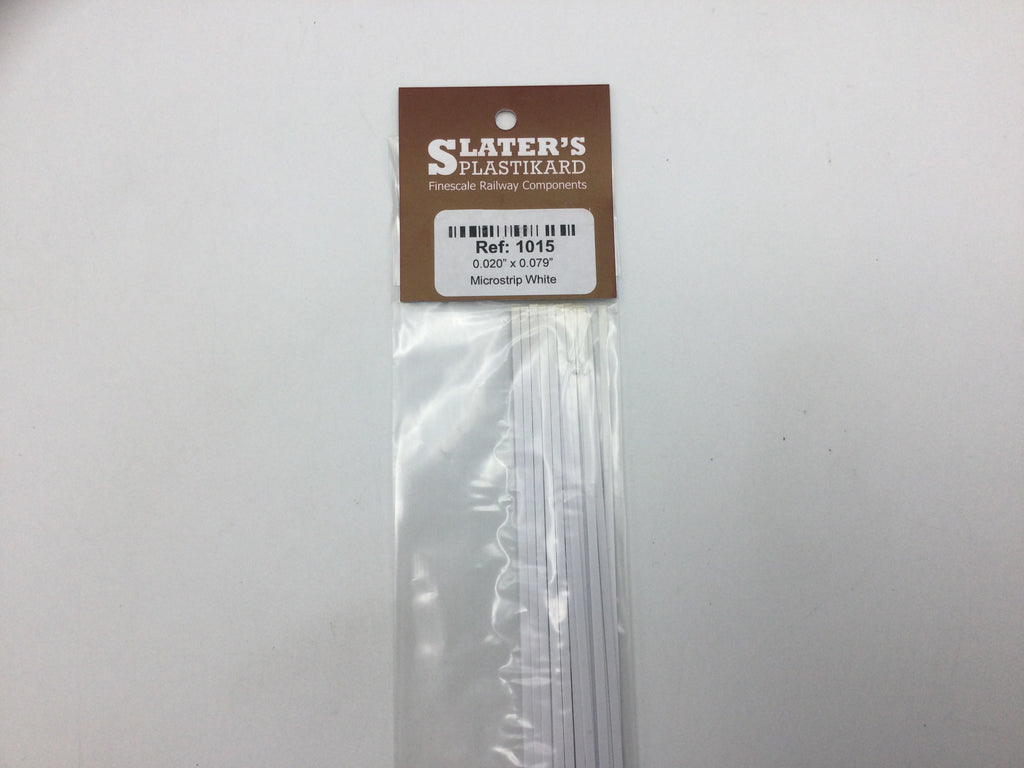 SLATER'S
PLASTIKARD
Finescale Railway Components
Ref: 1015
0.020" x 0.079"
Microstrip White